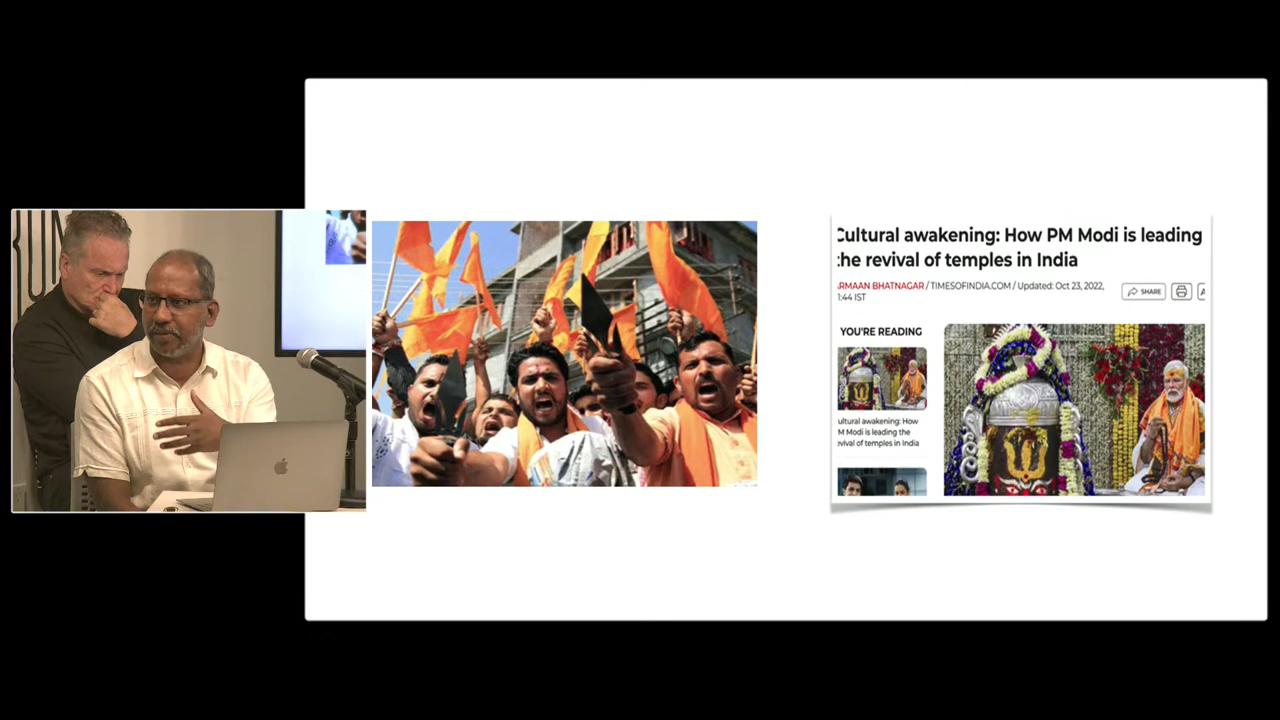 Cultural awakening: How PM Modi is leading
the revival of temples in India
ARMAAN BHATNAGAR / TIMESOFINDIA.COM / Updated: Oct 23, 2022,
1:44 IST
SHARE
A
YOU'RE READING
ultural awakening: How
M Modi is leading the
evival of temples in India